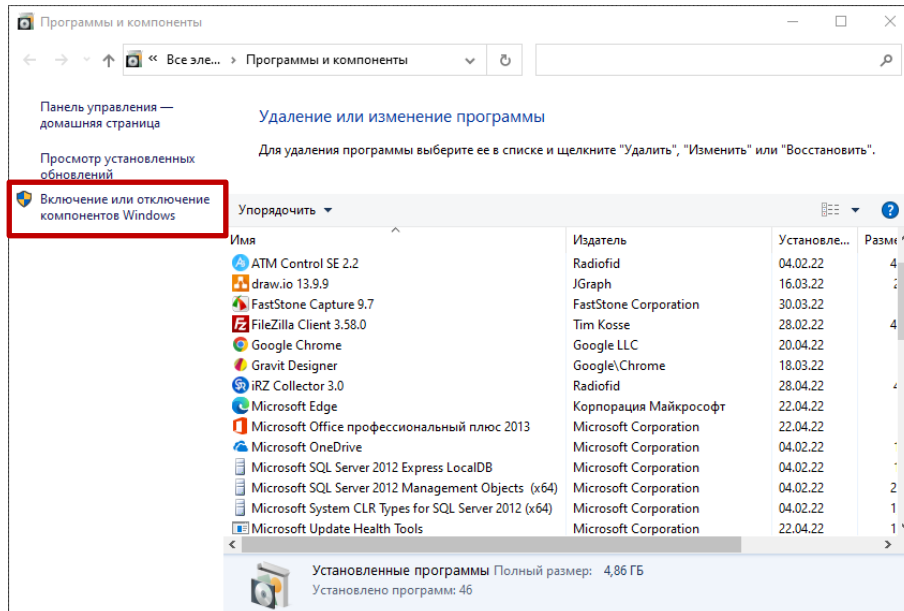 Программы и компоненты
« Все эле... › Программы и компоненты
Панель управления —
домашняя страница
Просмотр установленных
обновлений
Включение или отключение
компонентов Windows
Удаление или изменение программы
Для удаления программы выберите ее в списке и щелкните "Удалить", "Изменить" или "Восстановить".
Упорядочить
Имя Издатель Установле... Разме
ATM Control SE 2.2 Radiofid 04.02.22 4
draw.io 13.9.9 JGraph 16.03.22 2
FastStone Capture 9.7 FastStone Corporation 30.03.22
FileZilla Client 3.58.0 Tim Kosse 28.02.22 4
Google Chrome Google LLC 20.04.22
Gravit Designer Google\Chrome 18.03.22
iRZ Collector 3.0 Radiofid 28.04.22 4
Microsoft Edge Корпорация Майкрософт 22.04.22
Microsoft Office профессиональный плюс 2013 Microsoft Corporation 22.04.22
Microsoft OneDrive Microsoft Corporation 04.02.22 1
Microsoft SQL Server 2012 Express LocalDB Microsoft Corporation 04.02.22 1
Microsoft SQL Server 2012 Management Objects (x64) Microsoft Corporation 04.02.22 2
Microsoft System CLR Types for SQL Server 2012 (x64) Microsoft Corporation 04.02.22 1
Microsoft Update Health Tools Microsoft Corporation 22.04.22 1
Установленные программы Полный размер: 4,86 ГБ
Установлено программ: 46